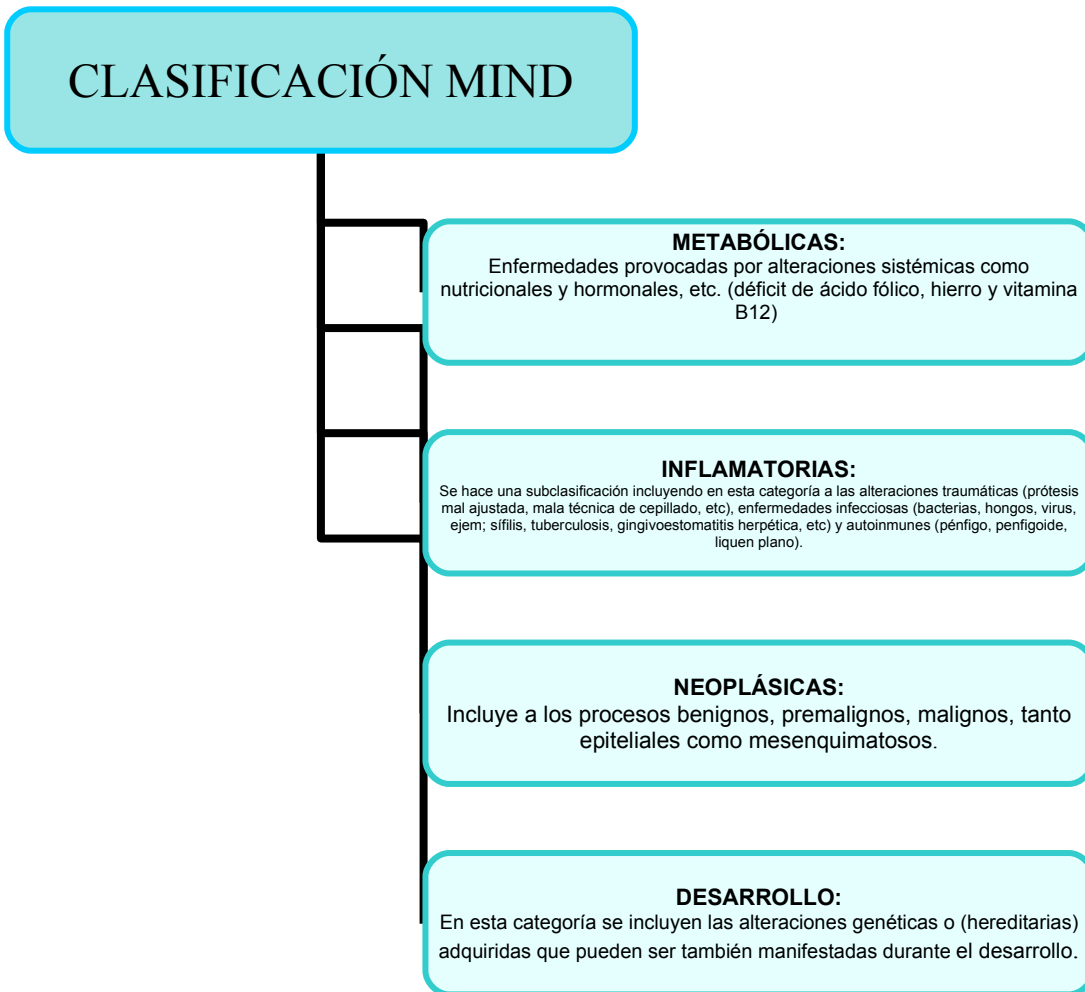 CLASIFICACIÓN MIND
METABÓLICAS:
Enfermedades provocadas por alteraciones sistémicas como
nutricionales y hormonales, etc. (déficit de ácido fólico, hierro y vitamina
B12)
INFLAMATORIAS:
Se hace una subclasificación incluyendo en esta categoría a las alteraciones traumáticas (prótesis
mal ajustada, mala técnica de cepillado, etc), enfermedades infecciosas (bacterias, hongos, virus,
ejem; sífilis, tuberculosis, gingivoestomatitis herpética, etc) y autoinmunes (pénfigo, penfigoide,
liquen plano).
NEOPLÁSICAS:
Incluye a los procesos benignos, premalignos, malignos, tanto
epiteliales como mesenquimatosos.
DESARROLLO:
En esta categoría se incluyen las alteraciones genéticas o (hereditarias)
adquiridas que pueden ser también manifestadas durante el desarrollo.